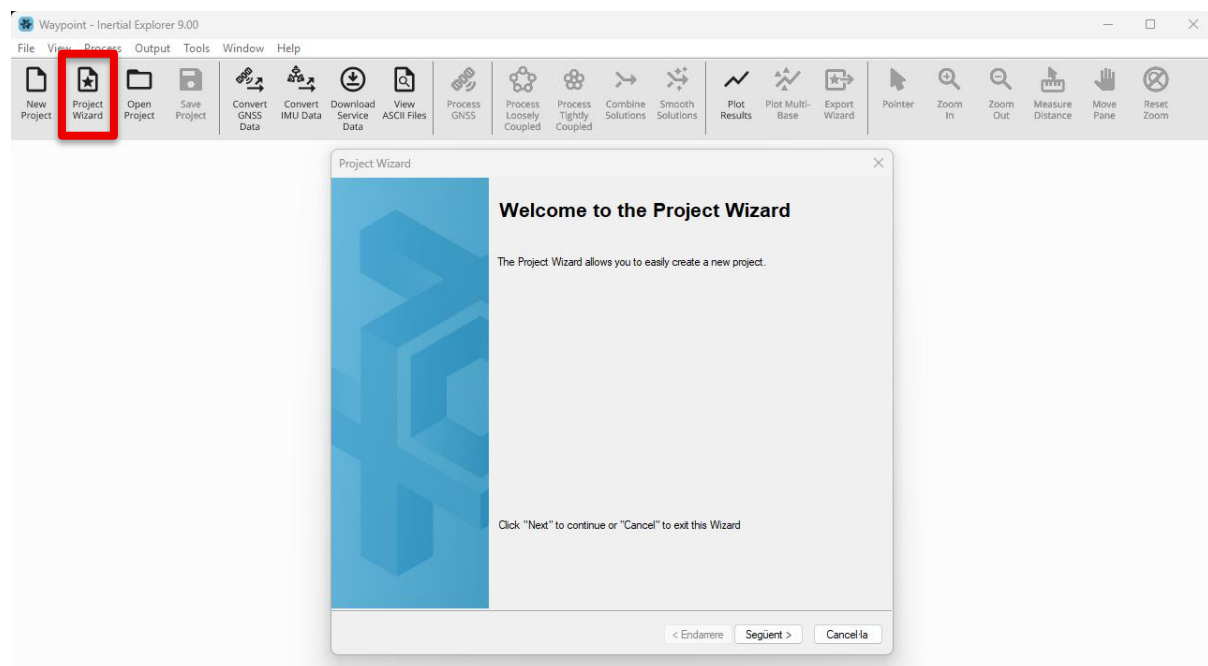 Waypoint - Inertial Explorer 9.00
File View Process Output Tools Window Help
New Project
Project Wizard
Open Project
Save Project
Convert GNSS Data
Convert IMU Data
Download Service Data
View ASCII Files
Process GNSS
Process Loosely Coupled
Process Tightly Coupled
Combine Solutions
Smooth Solutions
Plot Results
Plot Multi-Base
Export Wizard
Pointer
Zoom In
Zoom Out
Measure Distance
Move Pane
Reset Zoom
Project Wizard
Welcome to the Project Wizard
The Project Wizard allows you to easily create a new project.
Click "Next" to continue or "Cancel" to exit this Wizard
< Endarrere Següent > Cancel·la